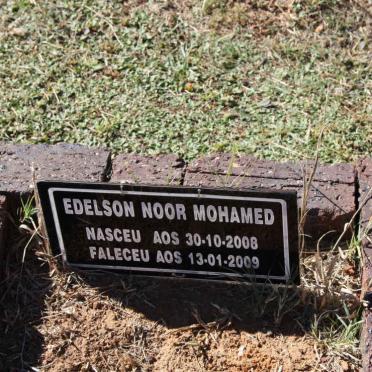 EDELSON NOOR MOHAMED
NASCEU AOS 30-10-2008
FALECEU AOS 13-01-2009